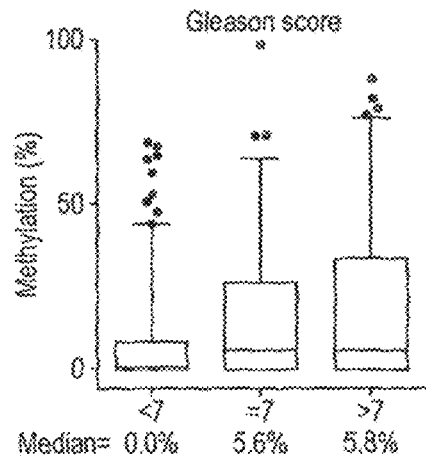 Gleason score
100
50
0
Methylation (%)
<7 =7 >7
Median= 0.0% 5.6% 5.8%